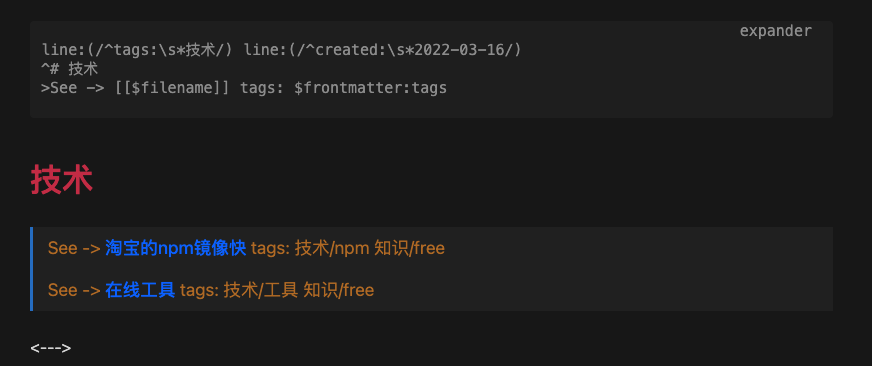 expander
line:(/^tags:\s*技术/) line:(/^created:\s*2022-03-16/)
^# 技术
>See -> [[$filename]] tags: $frontmatter:tags
技术
See -> 淘宝的npm镜像快 tags: 技术/npm 知识/free
See -> 在线工具 tags: 技术/工具 知识/free
<--->